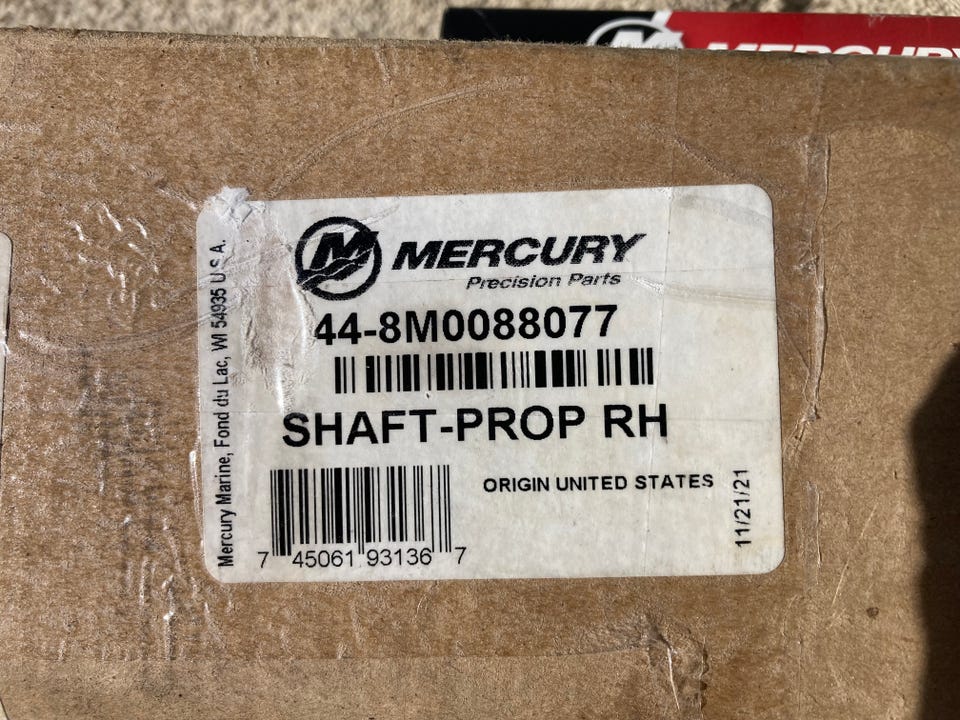 MERCURY
MERCURY
Precision Parts
44-8M0088077
SHAFT-PROP RH
ORIGIN UNITED STATES
7 45061 93136 7
11/21/21
Mercury Marine, Fond du Lac, WI 54935 U.S.A.